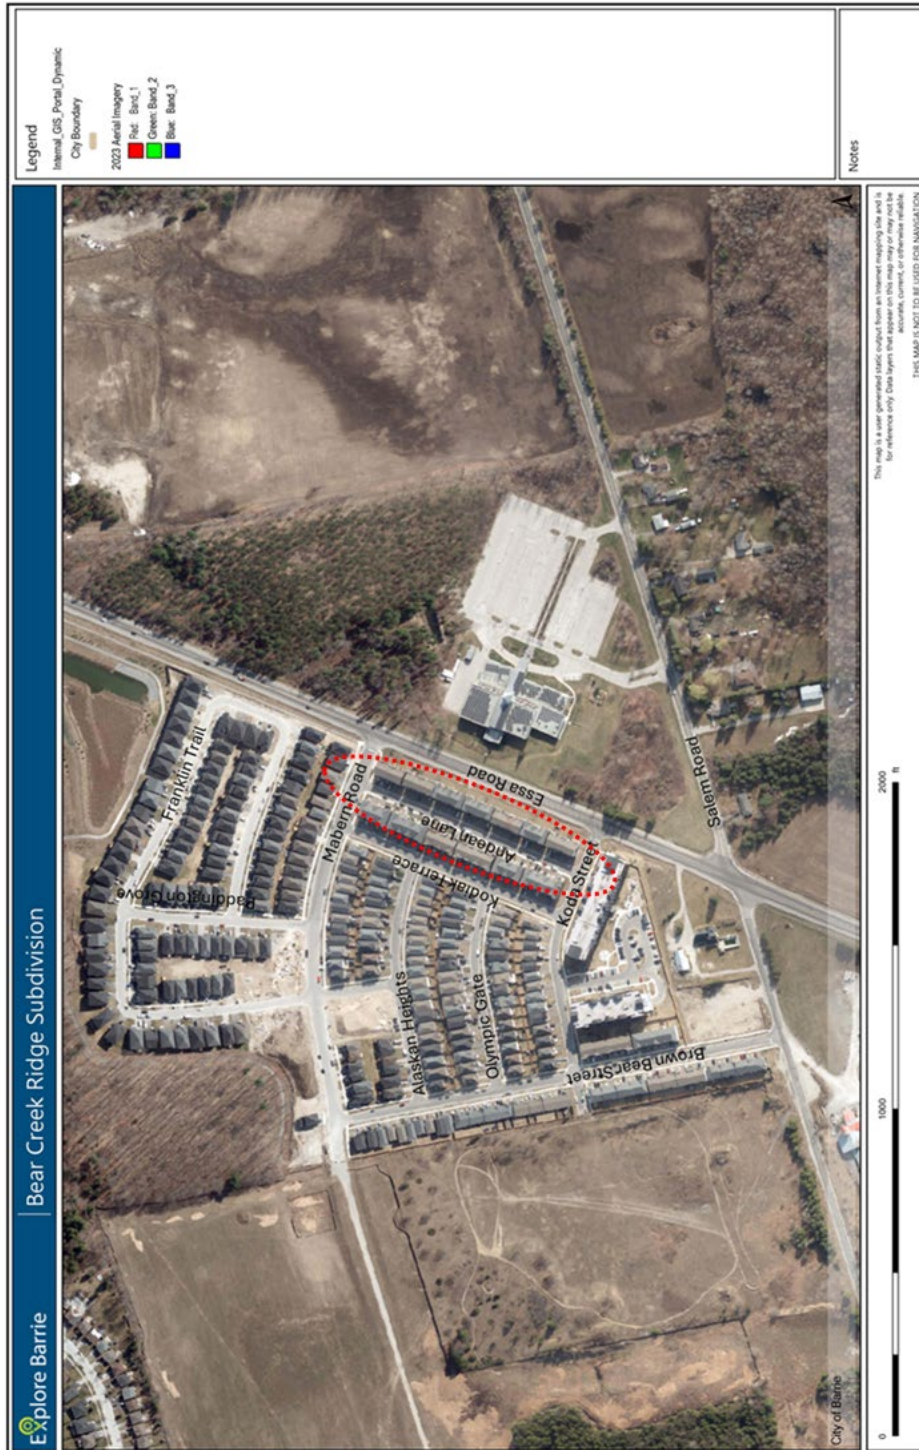 Explore Barrie
Bear Creek Ridge Subdivision
Legend
Internal_GIS_Portal_Dynamic
City Boundary
2023 Aerial Imagery
Red: Band_1
Green: Band_2
Blue: Band_3
Notes
Franklin Trail
Paddington Grove
Mabern Road
Essa Road
Andean Lane
Kodiak Terrace
Alaskan Heights
Olympic Gate
Koda Street
Brown Bear Street
Salem Road
City of Barrie
0
1000
2000
ft
This map is a user generated static output from an Internet mapping site and is
for reference only. Data layers that appear on this map may or may not be
accurate, current, or otherwise reliable.
THIS MAP IS NOT TO BE USED FOR NAVIGATION